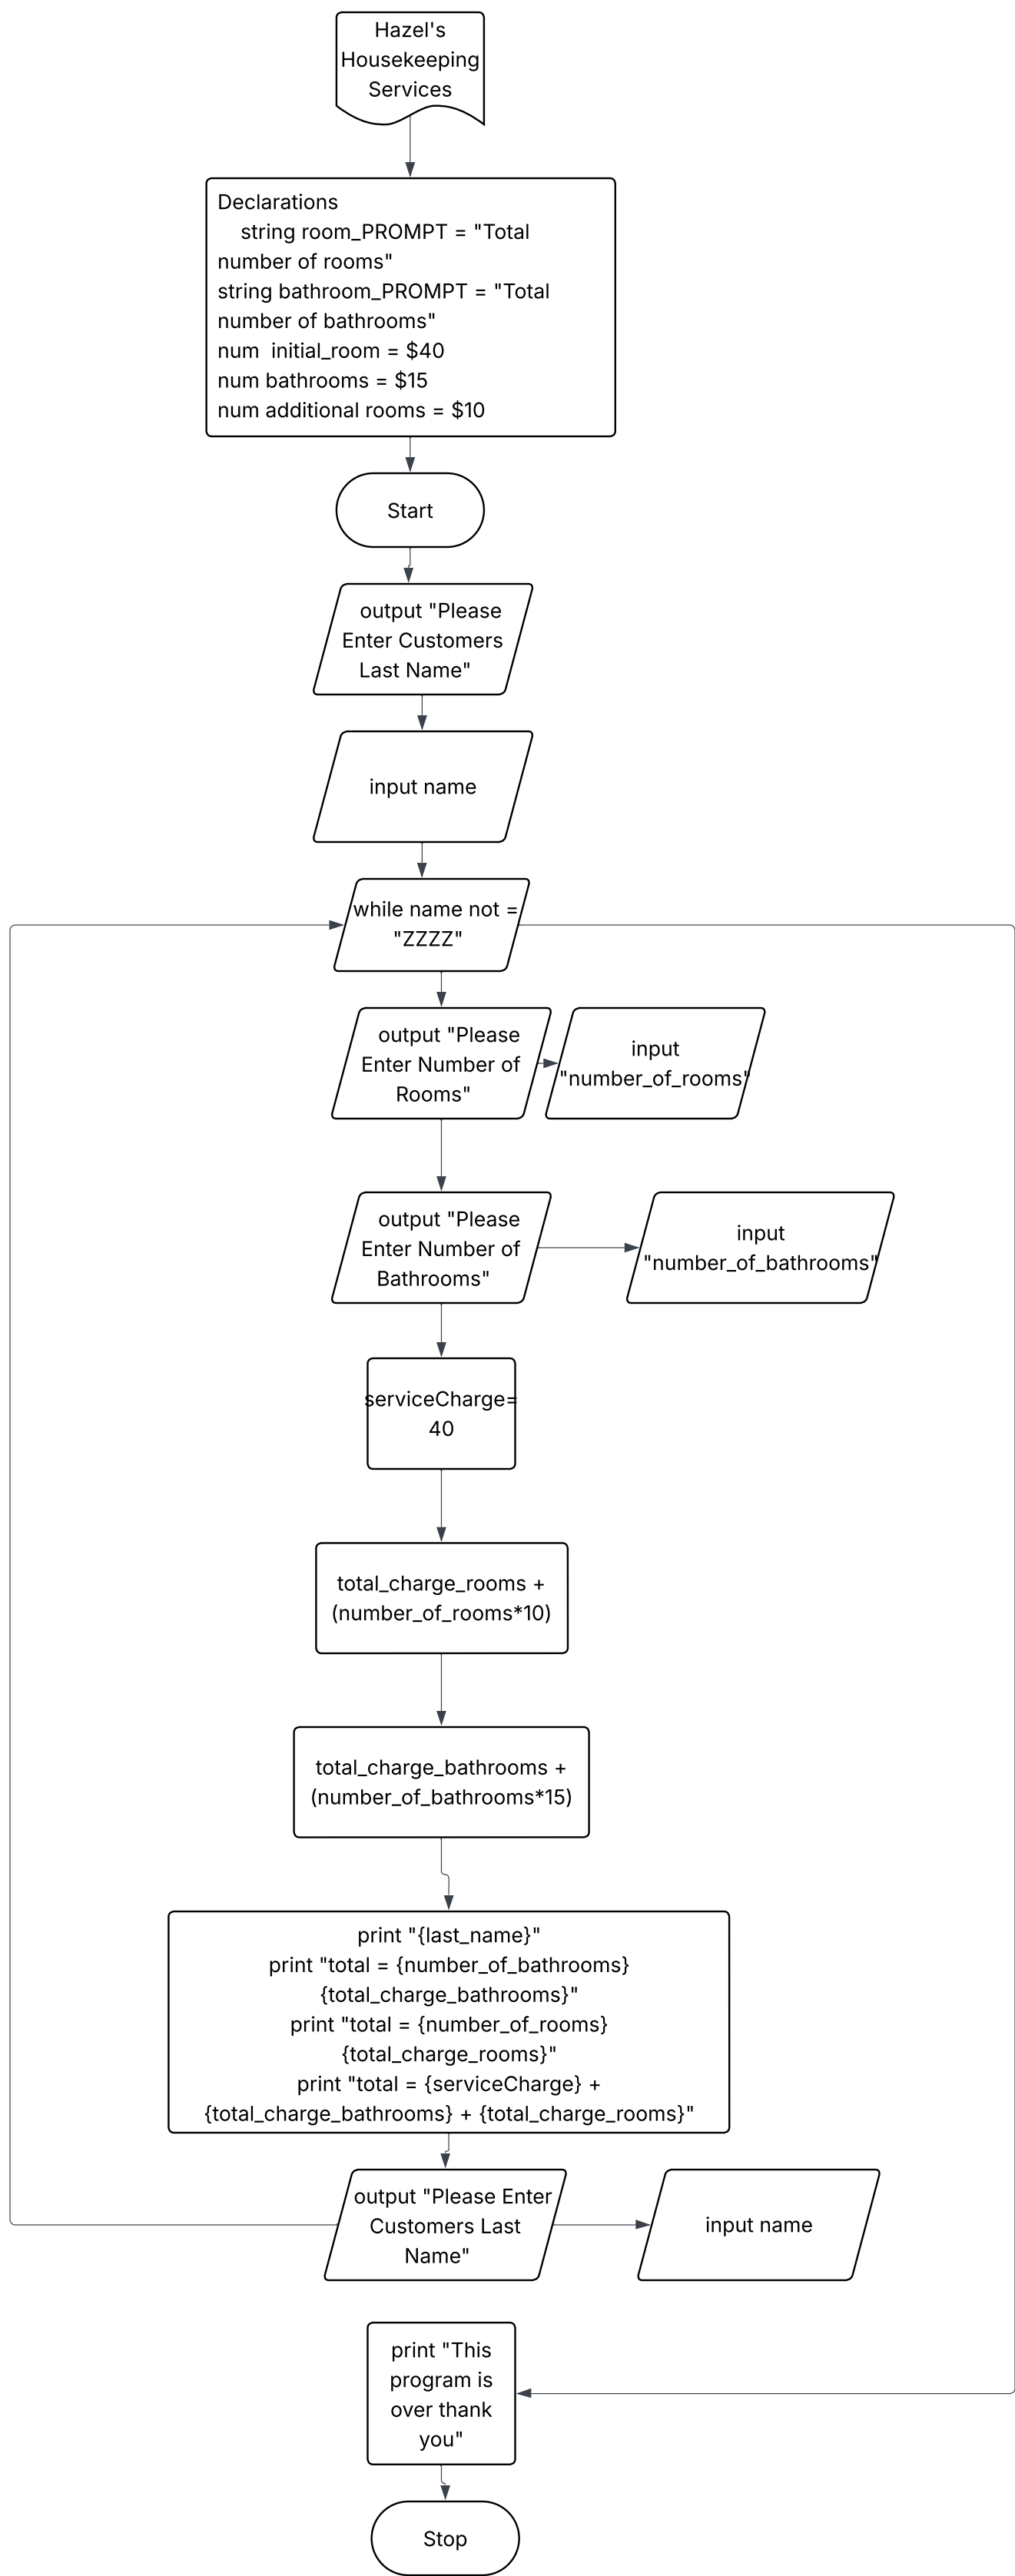 Hazel's
Housekeeping
Services
Declarations
string room_PROMPT = "Total
number of rooms"
string bathroom_PROMPT = "Total
number of bathrooms"
num  initial_room = $40
num bathrooms = $15
num additional rooms = $10
Start
output "Please
Enter Customers
Last Name"
input name
while name not =
"ZZZZ"
output "Please
Enter Number of
Rooms"
input
"number_of_rooms"
output "Please
Enter Number of
Bathrooms"
input
"number_of_bathrooms"
serviceCharge=
40
total_charge_rooms +
(number_of_rooms*10)
total_charge_bathrooms +
(number_of_bathrooms*15)
print "{last_name}"
print "total = {number_of_bathrooms}
{total_charge_bathrooms}"
print "total = {number_of_rooms}
{total_charge_rooms}"
print "total = {serviceCharge} +
{total_charge_bathrooms} + {total_charge_rooms}"
output "Please Enter
Customers Last
Name"
input name
print "This
program is
over thank
you"
Stop